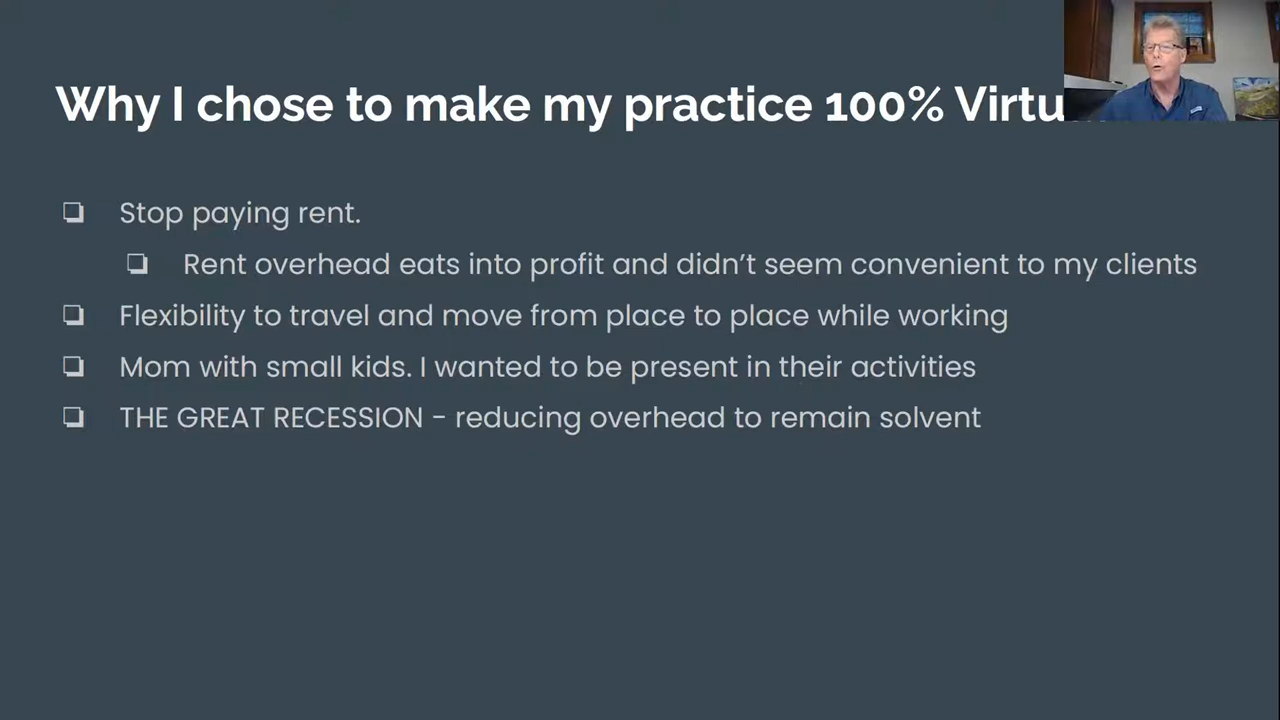 Why I chose to make my practice 100% Virtu
Stop paying rent.
Rent overhead eats into profit and didn't seem convenient to my clients
Flexibility to travel and move from place to place while working
Mom with small kids. I wanted to be present in their activities
THE GREAT RECESSION - reducing overhead to remain solvent